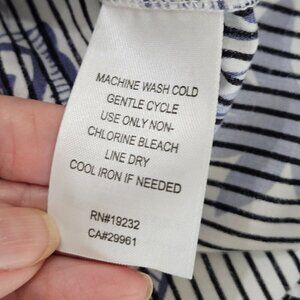 MACHINE WASH COLD
GENTLE CYCLE
USE ONLY NON-
CHLORINE BLEACH
LINE DRY
COOL IRON IF NEEDED
RN#19232
CA#29961